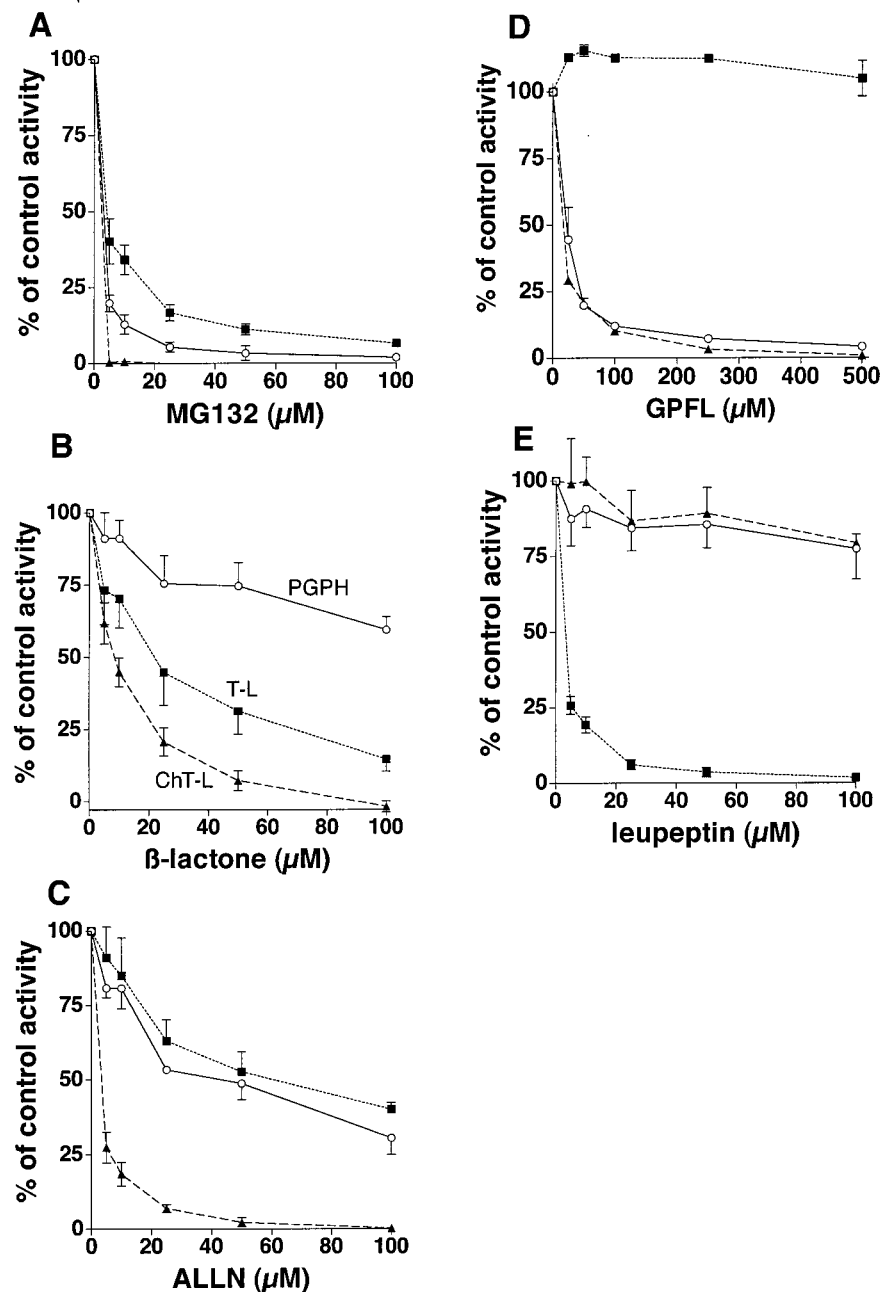 A
% of control activity
100
75
50
25
0
0 20 40 60 80 100
MG132 (µM)
B
% of control activity
100
75
50
25
0
PGPH
T-L
ChT-L
0 20 40 60 80 100
ß-lactone (µM)
C
% of control activity
100
75
50
25
0
0 20 40 60 80 100
ALLN (µM)
D
% of control activity
100
75
50
25
0
0 100 200 300 400 500
GPFL (µM)
E
% of control activity
100
75
50
25
0
0 20 40 60 80 100
leupeptin (µM)